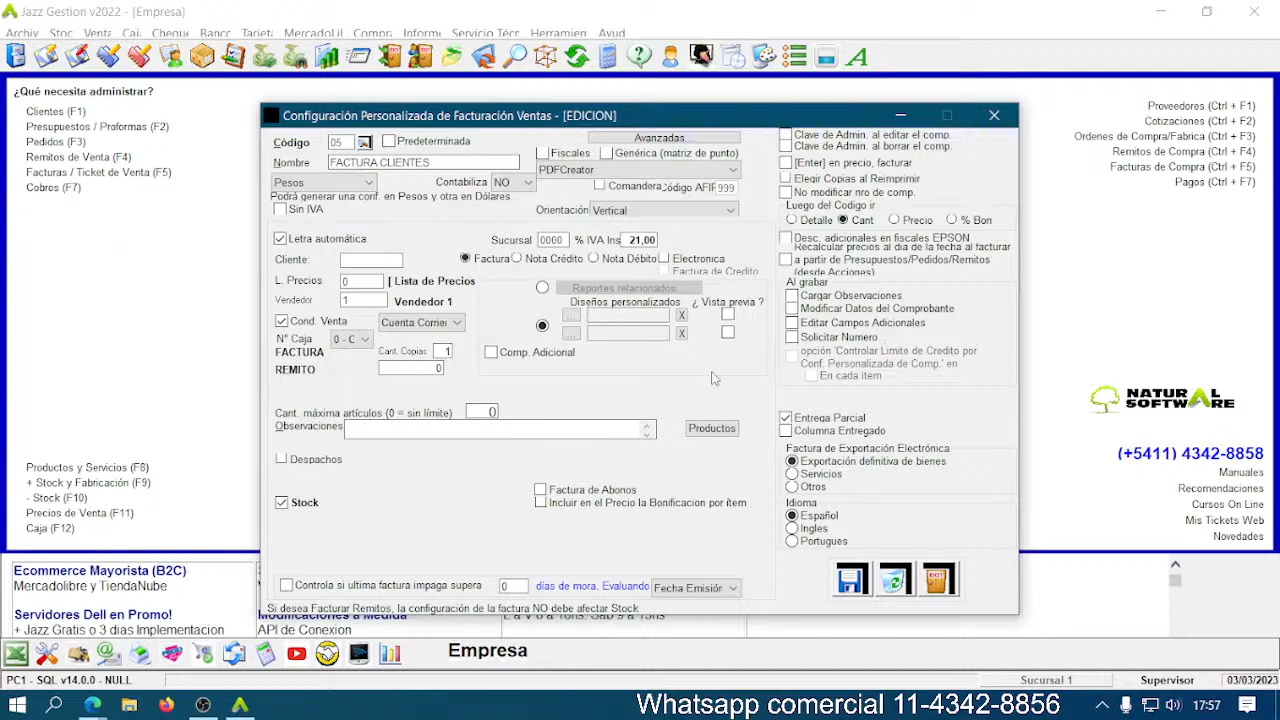 Jazz Gestion v2022 - [Empresa]
Archiv Stoc Venta Caj Cheque Banco Tarjeta MercadoLil Compra Informe Servicio Téc Herramien Ayud
¿Qué necesita administrar?
Clientes (F1)
Presupuestos / Proformas (F2)
Pedidos (F3)
Remitos de Venta (F4)
Facturas / Ticket de Venta (F5)
Cobros (F7)
Productos y Servicios (F8)
+ Stock y Fabricación (F9)
- Stock (F10)
Precios de Venta (F11)
Caja (F12)
Configuración Personalizada de Facturación Ventas - [EDICION]
Código 05 Predeterminada
Avanzadas...
Nombre FACTURA CLIENTES
Fiscales Genérica (matriz de punto)
PDFCreator
Pesos Contabiliza NO
Comandera Código AFIP 999
Podrá generar una conf. en Pesos y otra en Dólares
Sin IVA
Orientación Vertical
Letra automática Sucursal 0000 % IVA Ins 21,00
Cliente: Factura Nota Crédito Nota Débito Electronica
Factura de Credito
L. Precios 0 [ Lista de Precios
Reportes relacionados...
Vendedor 1 Vendedor 1
Diseños personalizados ¿ Vista previa ?
... X
... X
Cond. Venta Cuenta Corrien
N° Caja 0 - C
FACTURA Cant. Copias 1
Comp. Adicional
REMITO 0
Cant. máxima artículos (0 = sin límite) 0
Observaciones
Productos
Despachos
Stock
Factura de Abonos
Incluir en el Precio la Bonificacion por ítem
Controla si ultima factura impaga supera 0 días de mora. Evaluando Fecha Emisión
Si desea Facturar Remitos, la configuración de la factura NO debe afectar Stock
Clave de Admin. al editar el comp.
Clave de Admin. al borrar el comp.
[Enter] en precio, facturar
Elegir Copias al Reimprimir
No modificar nro de comp.
Luego del Codigo ir
Detalle Cant Precio % Bon
Desc. adicionales en fiscales EPSON
Recalcular precios al dia de la fecha al facturar
a partir de Presupuestos/Pedidos/Remitos
(desde Acciones)
Al grabar
Cargar Observaciones
Modificar Datos del Comprobante
Editar Campos Adicionales
Solicitar Numero
opción 'Controlar Limite de Credito por
Conf. Personalizada de Comp.' en
En cada item
Entrega Parcial
Columna Entregado
Factura de Exportación Electrónica
Exportación definitiva de bienes
Servicios
Otros
Idioma
Español
Ingles
Portugues
EXIT
Proveedores (Ctrl + F1)
Cotizaciones (Ctrl + F2)
Ordenes de Compra/Fabrica (Ctrl + F3)
Remitos de Compra (Ctrl + F4)
Facturas de Compra (Ctrl + F5)
Pagos (Ctrl + F7)
NATURAL
SOFTWARE
(+5411) 4342-8858
Manuales
Recomendaciones
Cursos On Line
Mis Tickets Web
Novedades
Ecommerce Mayorista (B2C)
Mercadolibre y TiendaNube
Servidores Dell en Promo!
+ Jazz Gratis o 3 dias Implementacion
Modificaciones a Medida
API de Conexion
L a V 8 a 18hs. Sab 9 a 13hs
Empresa
PC1 - SQL v14.0.0 - NULL
Sucursal 1 Supervisor 03/03/2023
Whatsapp comercial 11-4342-8856
17:57